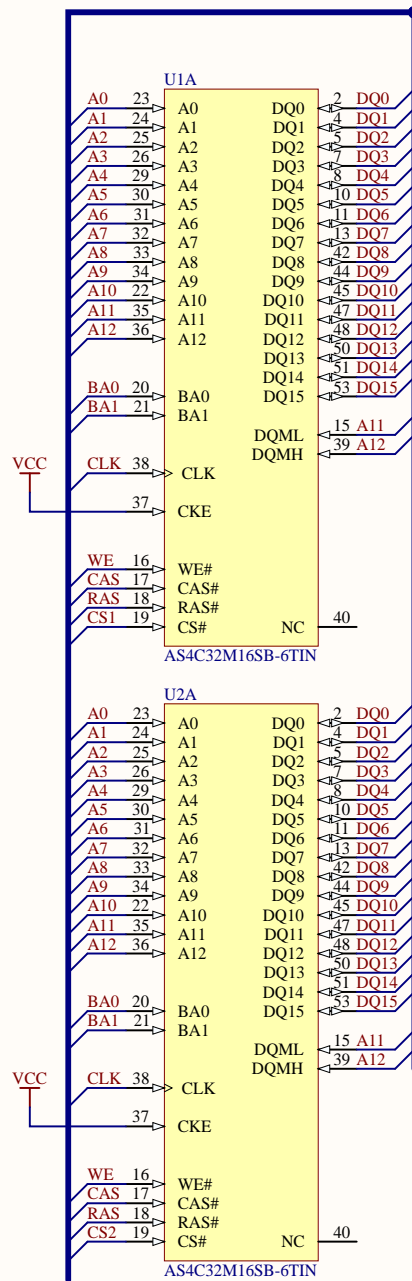 U1A
A0 23 A0 DQ0 2 DQ0
A1 24 A1 DQ1 4 DQ1
A2 25 A2 DQ2 5 DQ2
A3 26 A3 DQ3 7 DQ3
A4 29 A4 DQ4 8 DQ4
A5 30 A5 DQ5 10 DQ5
A6 31 A6 DQ6 11 DQ6
A7 32 A7 DQ7 13 DQ7
A8 33 A8 DQ8 42 DQ8
A9 34 A9 DQ9 44 DQ9
A10 22 A10 DQ10 45 DQ10
A11 35 A11 DQ11 47 DQ11
A12 36 A12 DQ12 48 DQ12
DQ13 50 DQ13
DQ14 51 DQ14
BA0 20 BA0 DQ15 53 DQ15
BA1 21 BA1
DQML 15 A11
DQMH 39 A12
VCC CLK 38 CLK
37 CKE
WE 16 WE#
CAS 17 CAS#
RAS 18 RAS#
CS1 19 CS# NC 40
AS4C32M16SB-6TIN
U2A
A0 23 A0 DQ0 2 DQ0
A1 24 A1 DQ1 4 DQ1
A2 25 A2 DQ2 5 DQ2
A3 26 A3 DQ3 7 DQ3
A4 29 A4 DQ4 8 DQ4
A5 30 A5 DQ5 10 DQ5
A6 31 A6 DQ6 11 DQ6
A7 32 A7 DQ7 13 DQ7
A8 33 A8 DQ8 42 DQ8
A9 34 A9 DQ9 44 DQ9
A10 22 A10 DQ10 45 DQ10
A11 35 A11 DQ11 47 DQ11
A12 36 A12 DQ12 48 DQ12
DQ13 50 DQ13
DQ14 51 DQ14
BA0 20 BA0 DQ15 53 DQ15
BA1 21 BA1
DQML 15 A11
DQMH 39 A12
VCC CLK 38 CLK
37 CKE
WE 16 WE#
CAS 17 CAS#
RAS 18 RAS#
CS2 19 CS# NC 40
AS4C32M16SB-6TIN